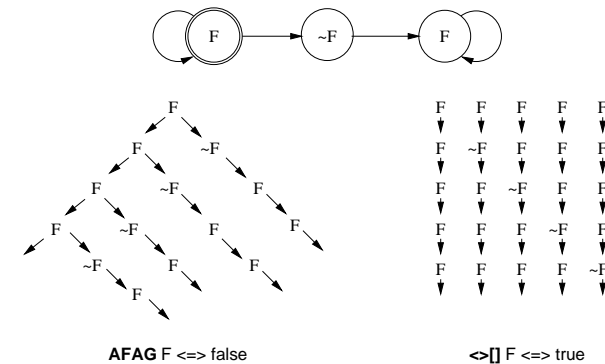 F ~F F
F F F F F F
F ~F F ~F F F F
F ~F F F F ~F F F
F ~F F F F F F ~F F
~F F F F F F F ~F
F
AFAG F <=> false <>[] F <=> true